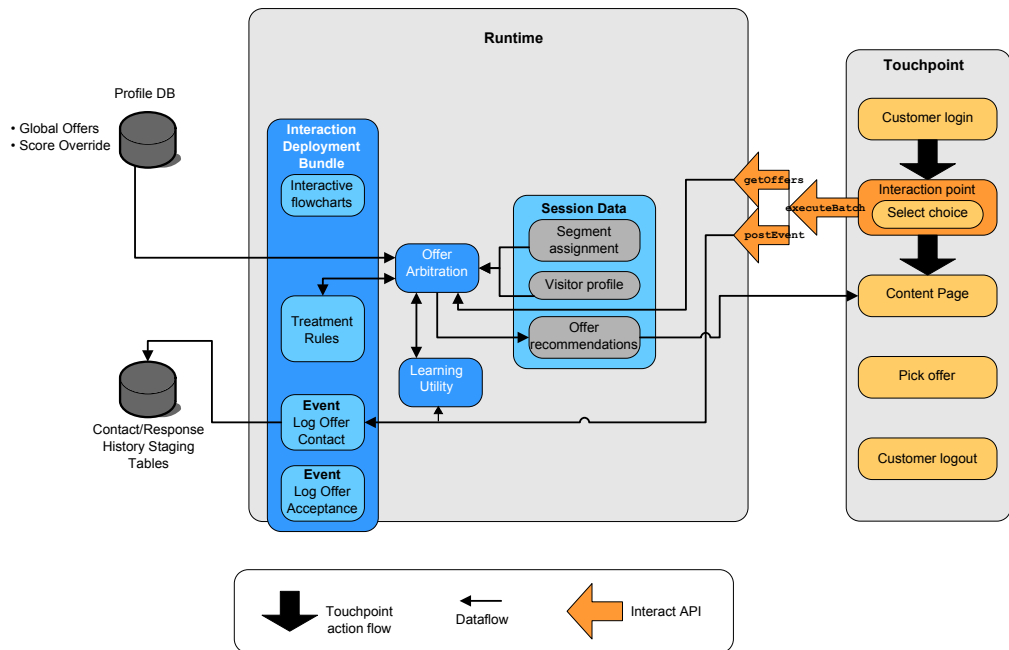 Runtime
Touchpoint
Profile DB
• Global Offers
• Score Override
Interaction
Deployment
Bundle
Interactive
flowcharts
Treatment
Rules
Event
Log Offer
Contact
Event
Log Offer
Acceptance
Offer
Arbitration
Learning
Utility
Session Data
Segment
assignment
Visitor profile
Offer
recommendations
getOffers
executeBatch
postEvent
Customer login
Interaction point
Select choice
Content Page
Pick offer
Customer logout
Contact/Response
History Staging
Tables
Touchpoint
action flow
Dataflow
Interact API